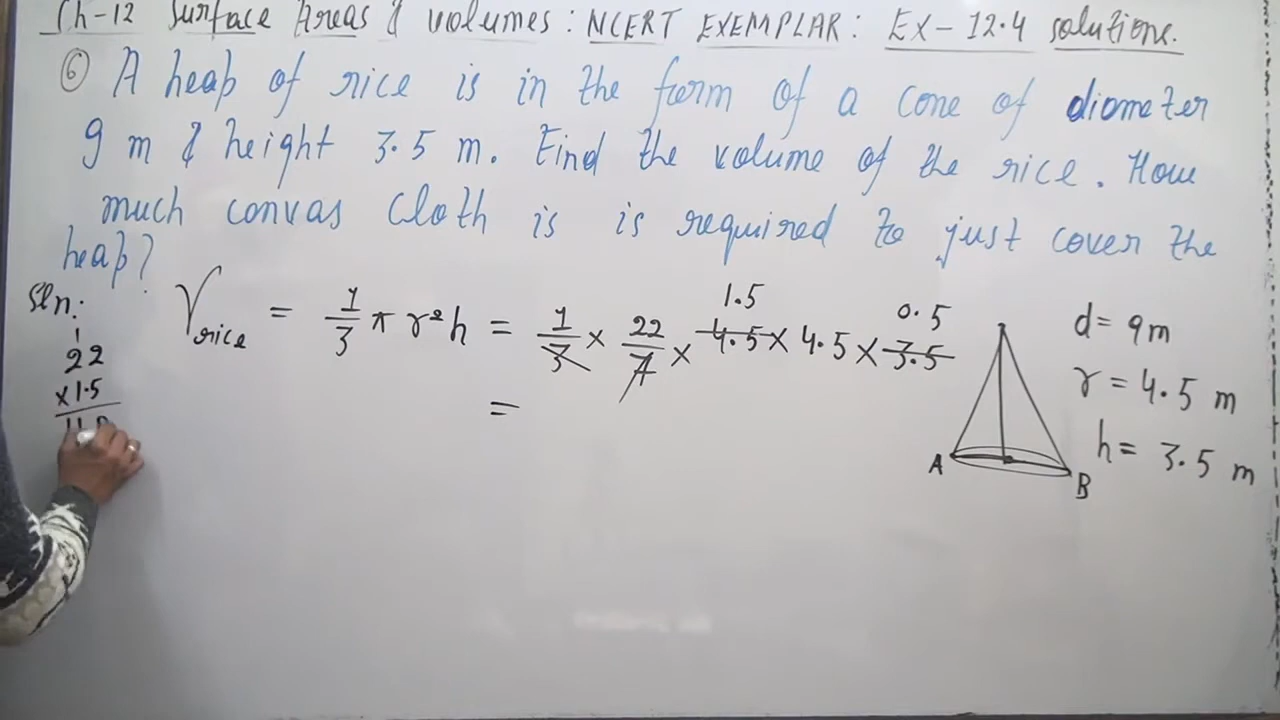 Ch-12 Surface Areas & volumes : NCERT EXEMPLAR : Ex- 12.4 solutions.
⑥ A heap of rice is in the form of a cone of diameter
9 m & height 3.5 m. Find the volume of the rice. How
much canvas cloth is is required to just cover the
heap?
Sln:
V rice = 1/3 π r²h = 1/3 × 22/7 × 4.5 × 4.5 × 3.5
1.5 0.5
=
1
22
×1.5
110
A B
d = 9m
r = 4.5 m
h = 3.5 m